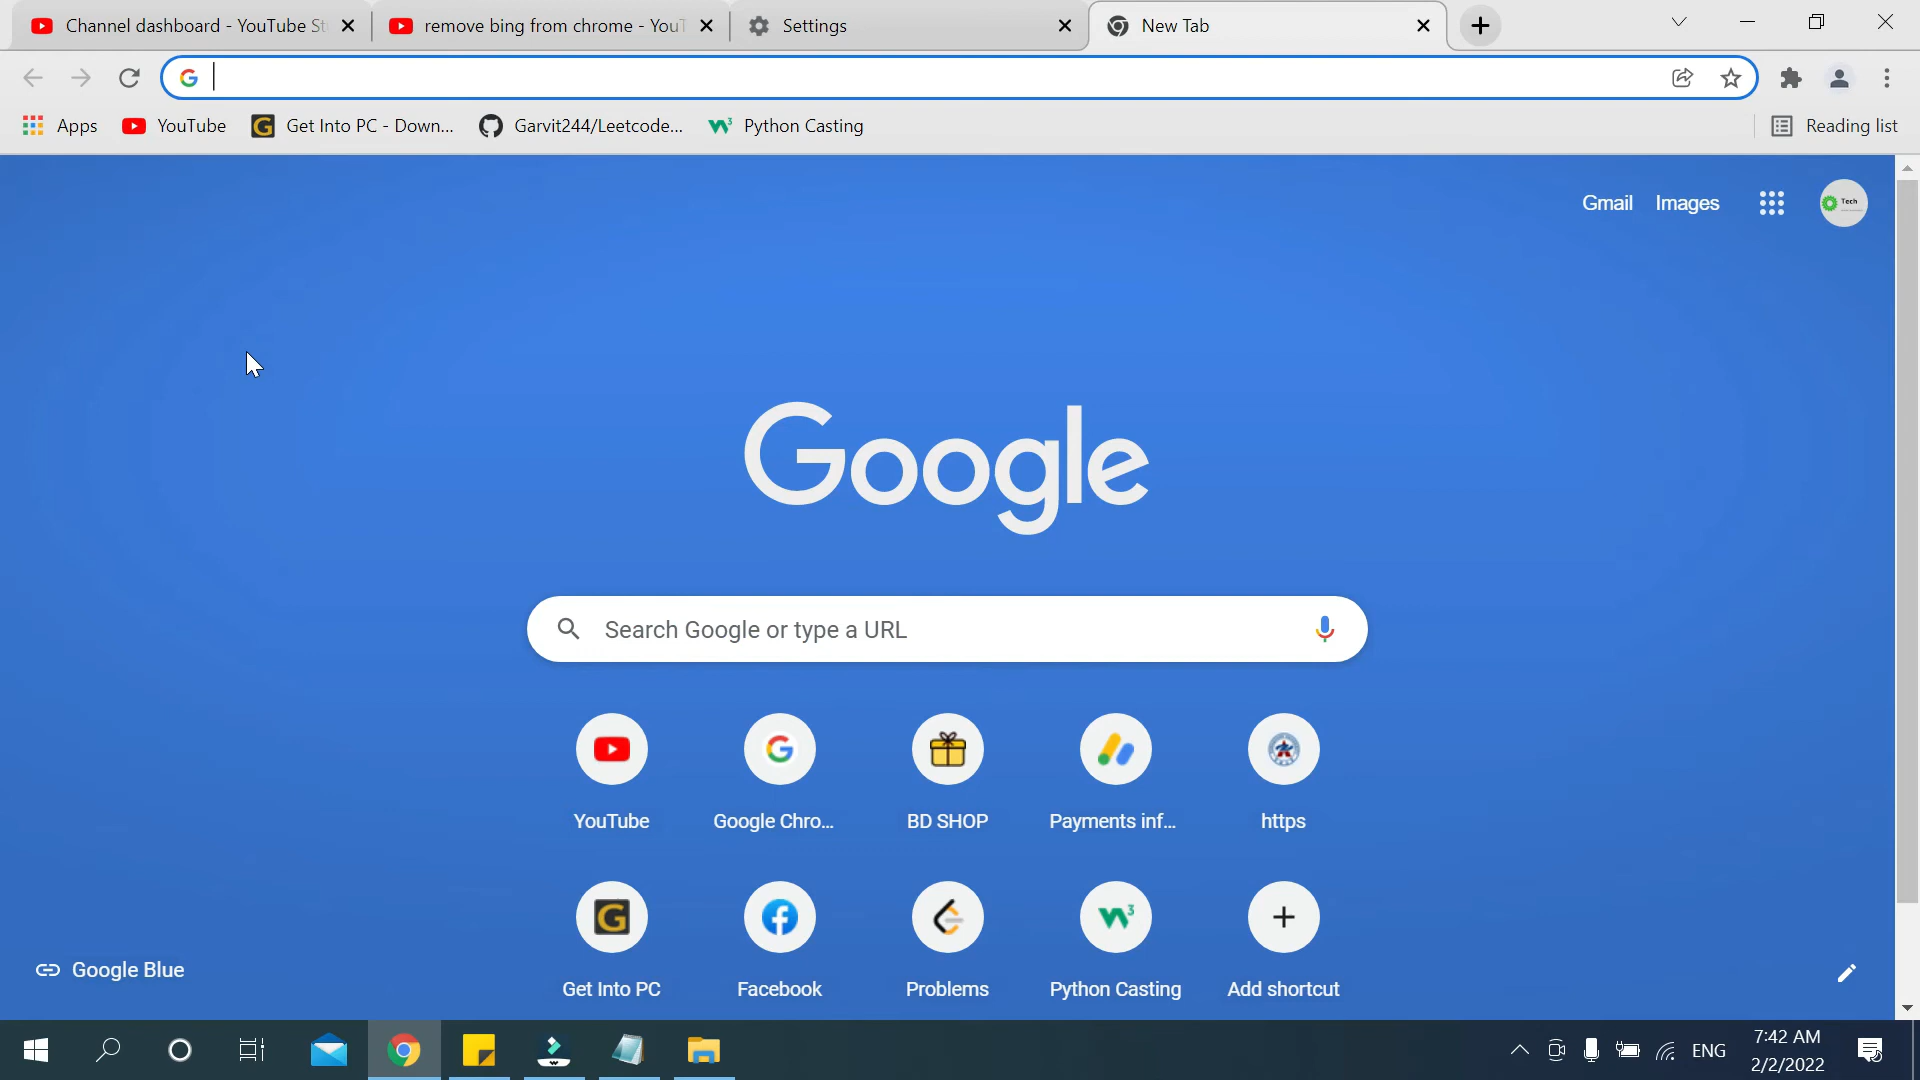 Channel dashboard - YouTube St
remove bing from chrome - YouT
Settings
New Tab
Apps
YouTube
Get Into PC - Down...
Garvit244/Leetcode...
Python Casting
Reading list
Gmail
Images
Tech
Google
Search Google or type a URL
YouTube
Google Chro...
BD SHOP
Payments inf...
https
Get Into PC
Facebook
Problems
Python Casting
Add shortcut
Google Blue
ENG
7:42 AM
2/2/2022